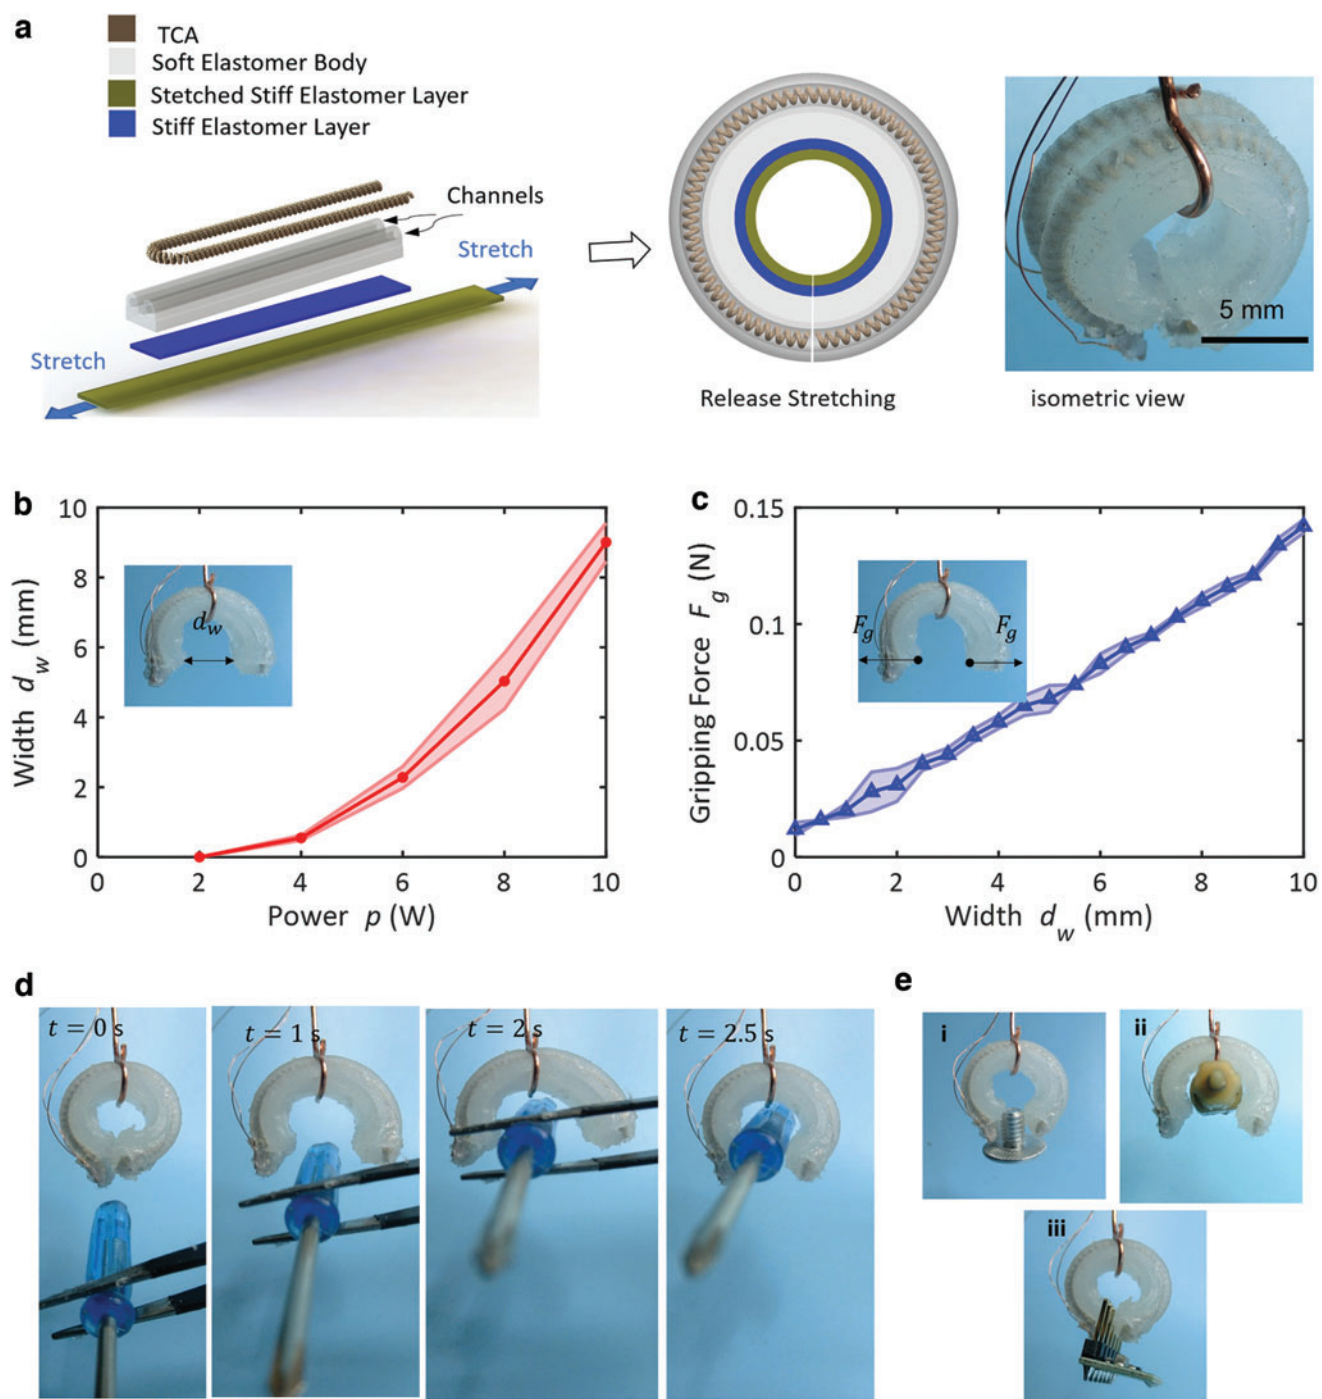 a
TCA
Soft Elastomer Body
Stetched Stiff Elastomer Layer
Stiff Elastomer Layer
Channels
Stretch
Stretch
5 mm
Release Stretching
isometric view
b
10
8
6
4
2
0
0 2 4 6 8 10
Width d_w (mm)
Power p (W)
d_w
c
0.15
0.1
0.05
0
0 2 4 6 8 10
Gripping Force F_g (N)
Width d_w (mm)
F_g
F_g
d
t = 0 s
t = 1 s
t = 2 s
t = 2.5 s
e
i
ii
iii